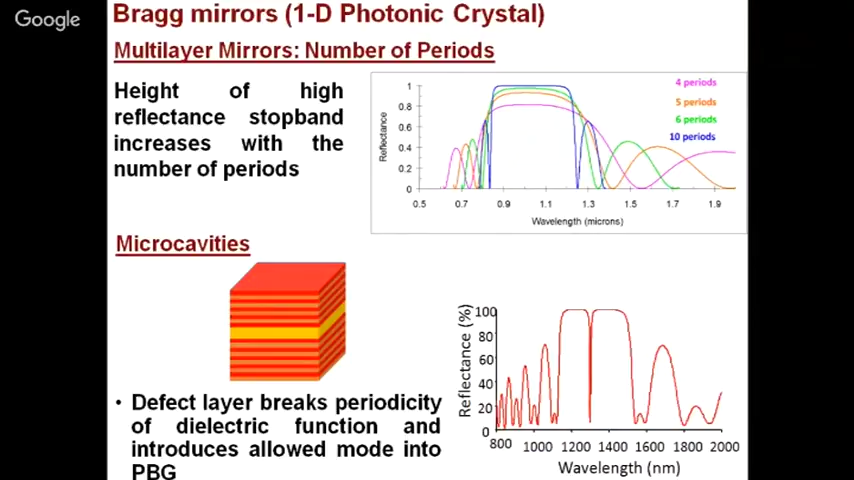 Google
Bragg mirrors (1-D Photonic Crystal)
Multilayer Mirrors: Number of Periods
Height of high
reflectance stopband
increases with the
number of periods
4 periods
5 periods
6 periods
10 periods
Reflectance
1
0.8
0.6
0.4
0.2
0
0.5 0.7 0.9 1.1 1.3 1.5 1.7 1.9
Wavelength (microns)
Microcavities
• Defect layer breaks periodicity
of dielectric function and
introduces allowed mode into
PBG
Reflectance (%)
100
80
60
40
20
0
800 1000 1200 1400 1600 1800 2000
Wavelength (nm)